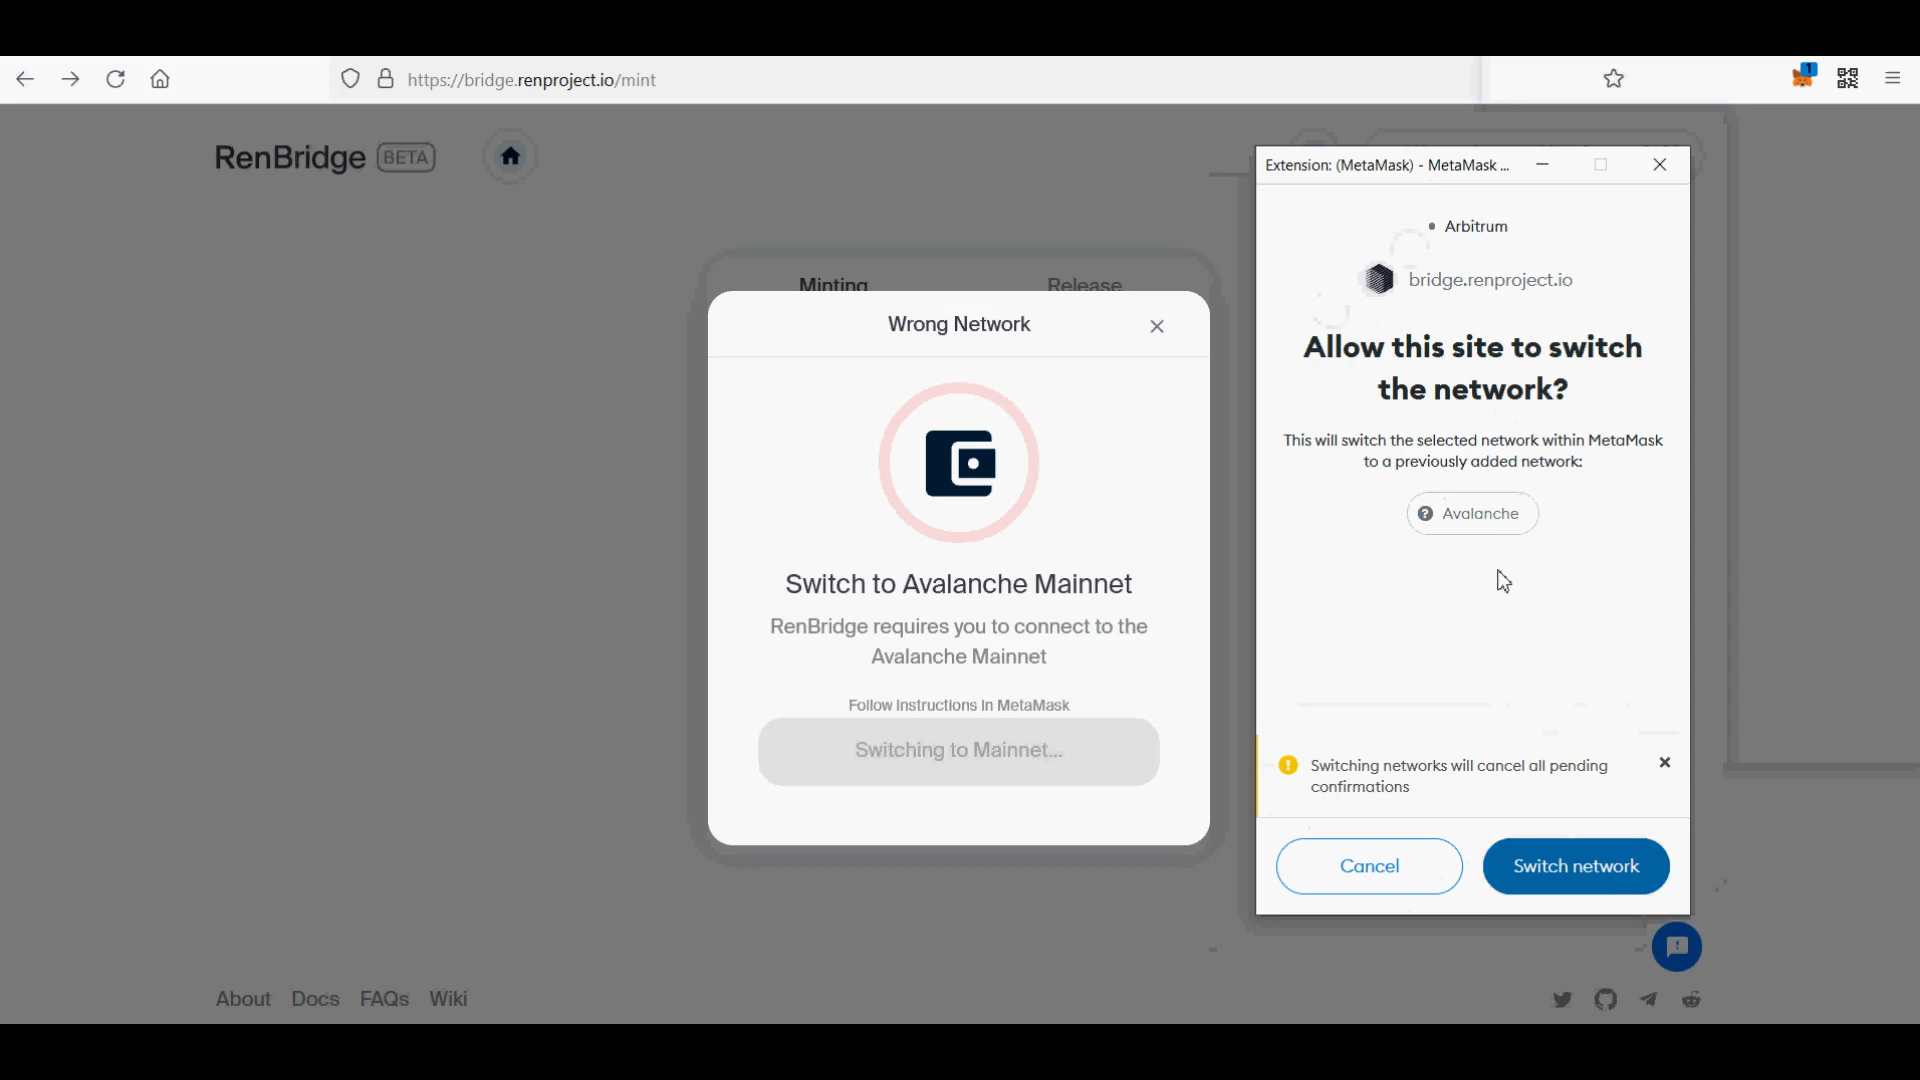 https://bridge.renproject.io/mint
1
RenBridge BETA
Minting Release
Wrong Network
Switch to Avalanche Mainnet
RenBridge requires you to connect to the
Avalanche Mainnet
Follow Instructions In MetaMask
Switching to Mainnet...
Extension: (MetaMask) - MetaMask ...
Arbitrum
bridge.renproject.io
Allow this site to switch
the network?
This will switch the selected network within MetaMask
to a previously added network:
? Avalanche
Switching networks will cancel all pending
confirmations
Cancel Switch network
About Docs FAQs Wiki